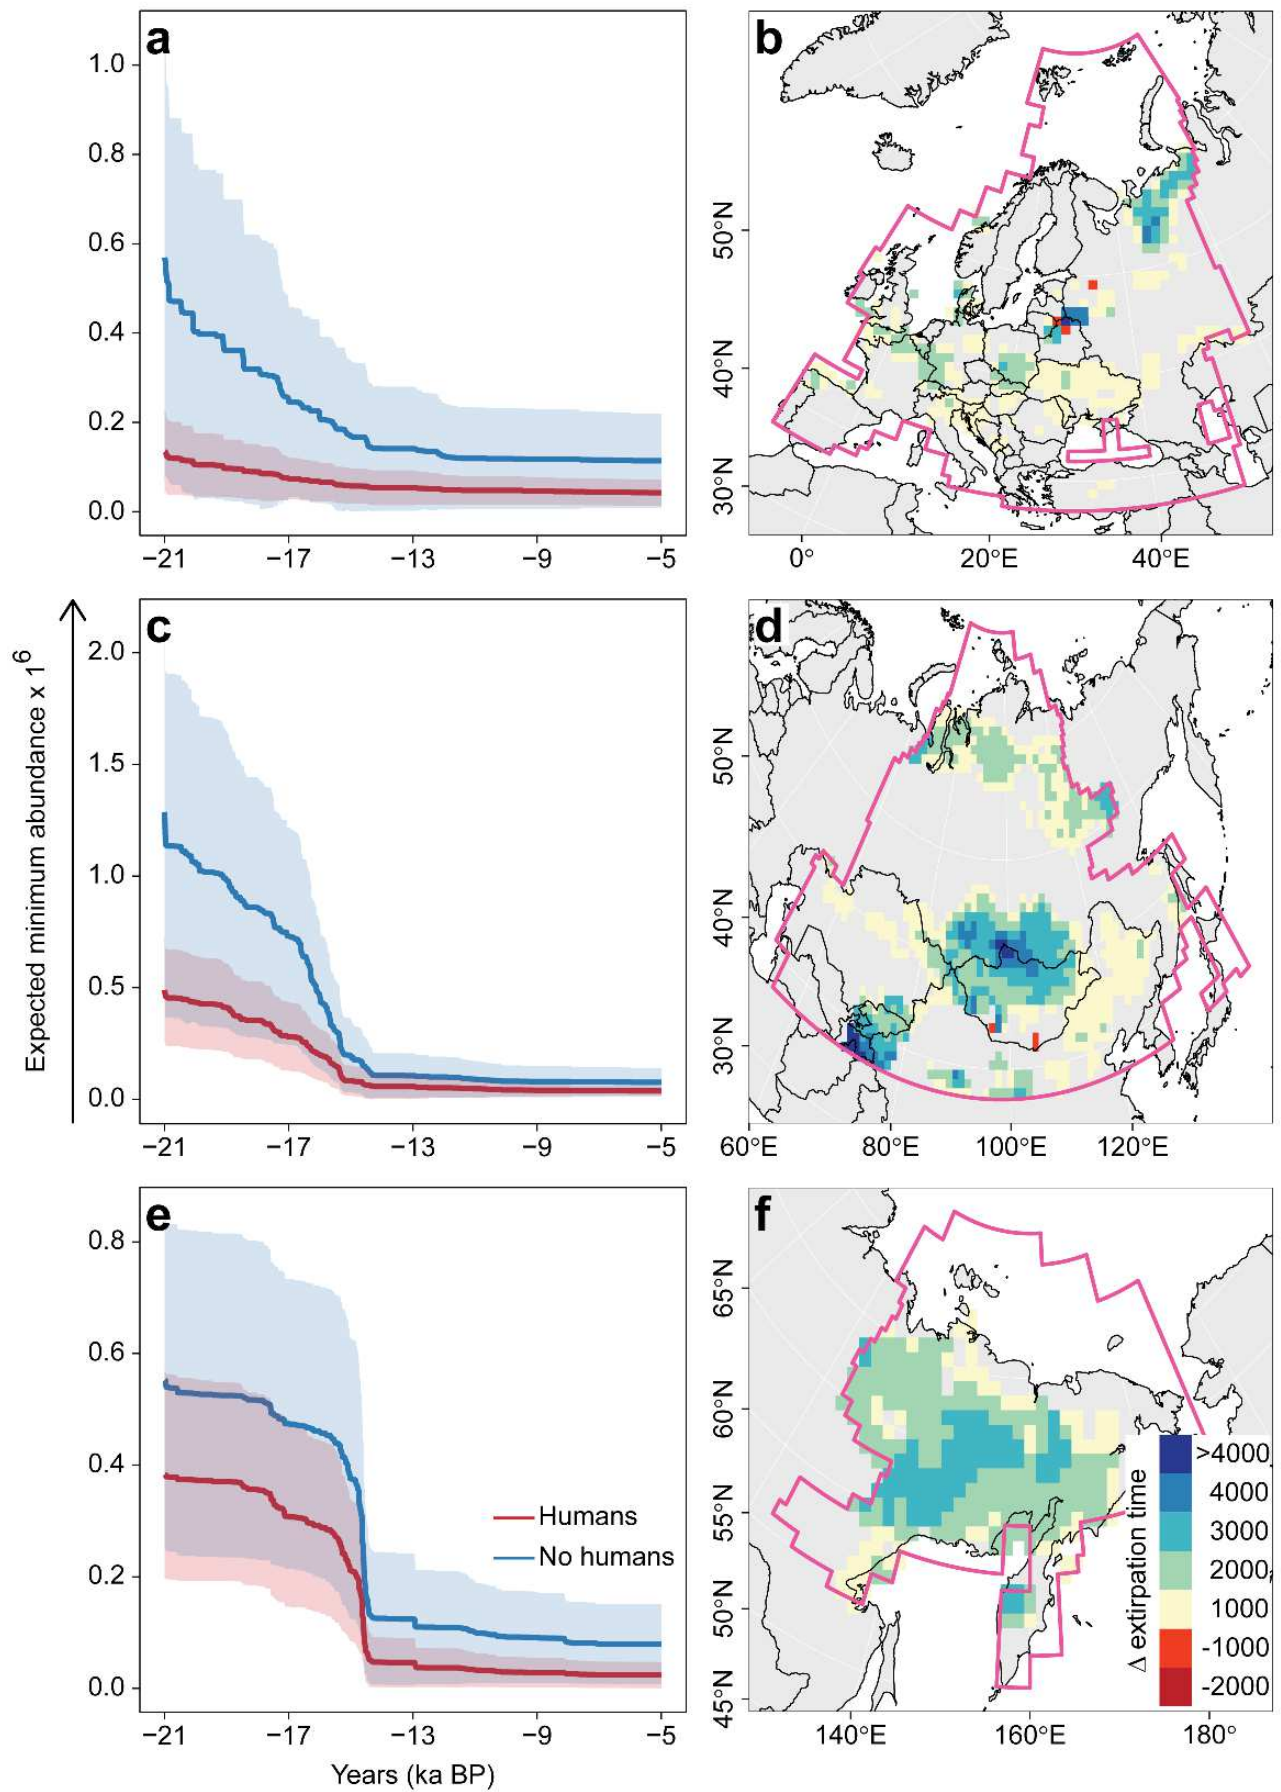 a
1.0
0.8
0.6
0.4
0.2
0.0
−21
−17
−13
−9
−5
b
50°N
40°N
30°N
0°
20°E
40°E
Expected minimum abundance x 1⁶
c
2.0
1.5
1.0
0.5
0.0
−21
−17
−13
−9
−5
d
50°N
40°N
30°N
60°E
80°E
100°E
120°E
e
0.8
0.6
0.4
0.2
0.0
Humans
No humans
−21
−17
−13
−9
−5
Years (ka BP)
f
65°N
60°N
55°N
50°N
45°N
140°E
160°E
180°
Δ extirpation time
>4000
4000
3000
2000
1000
-1000
-2000